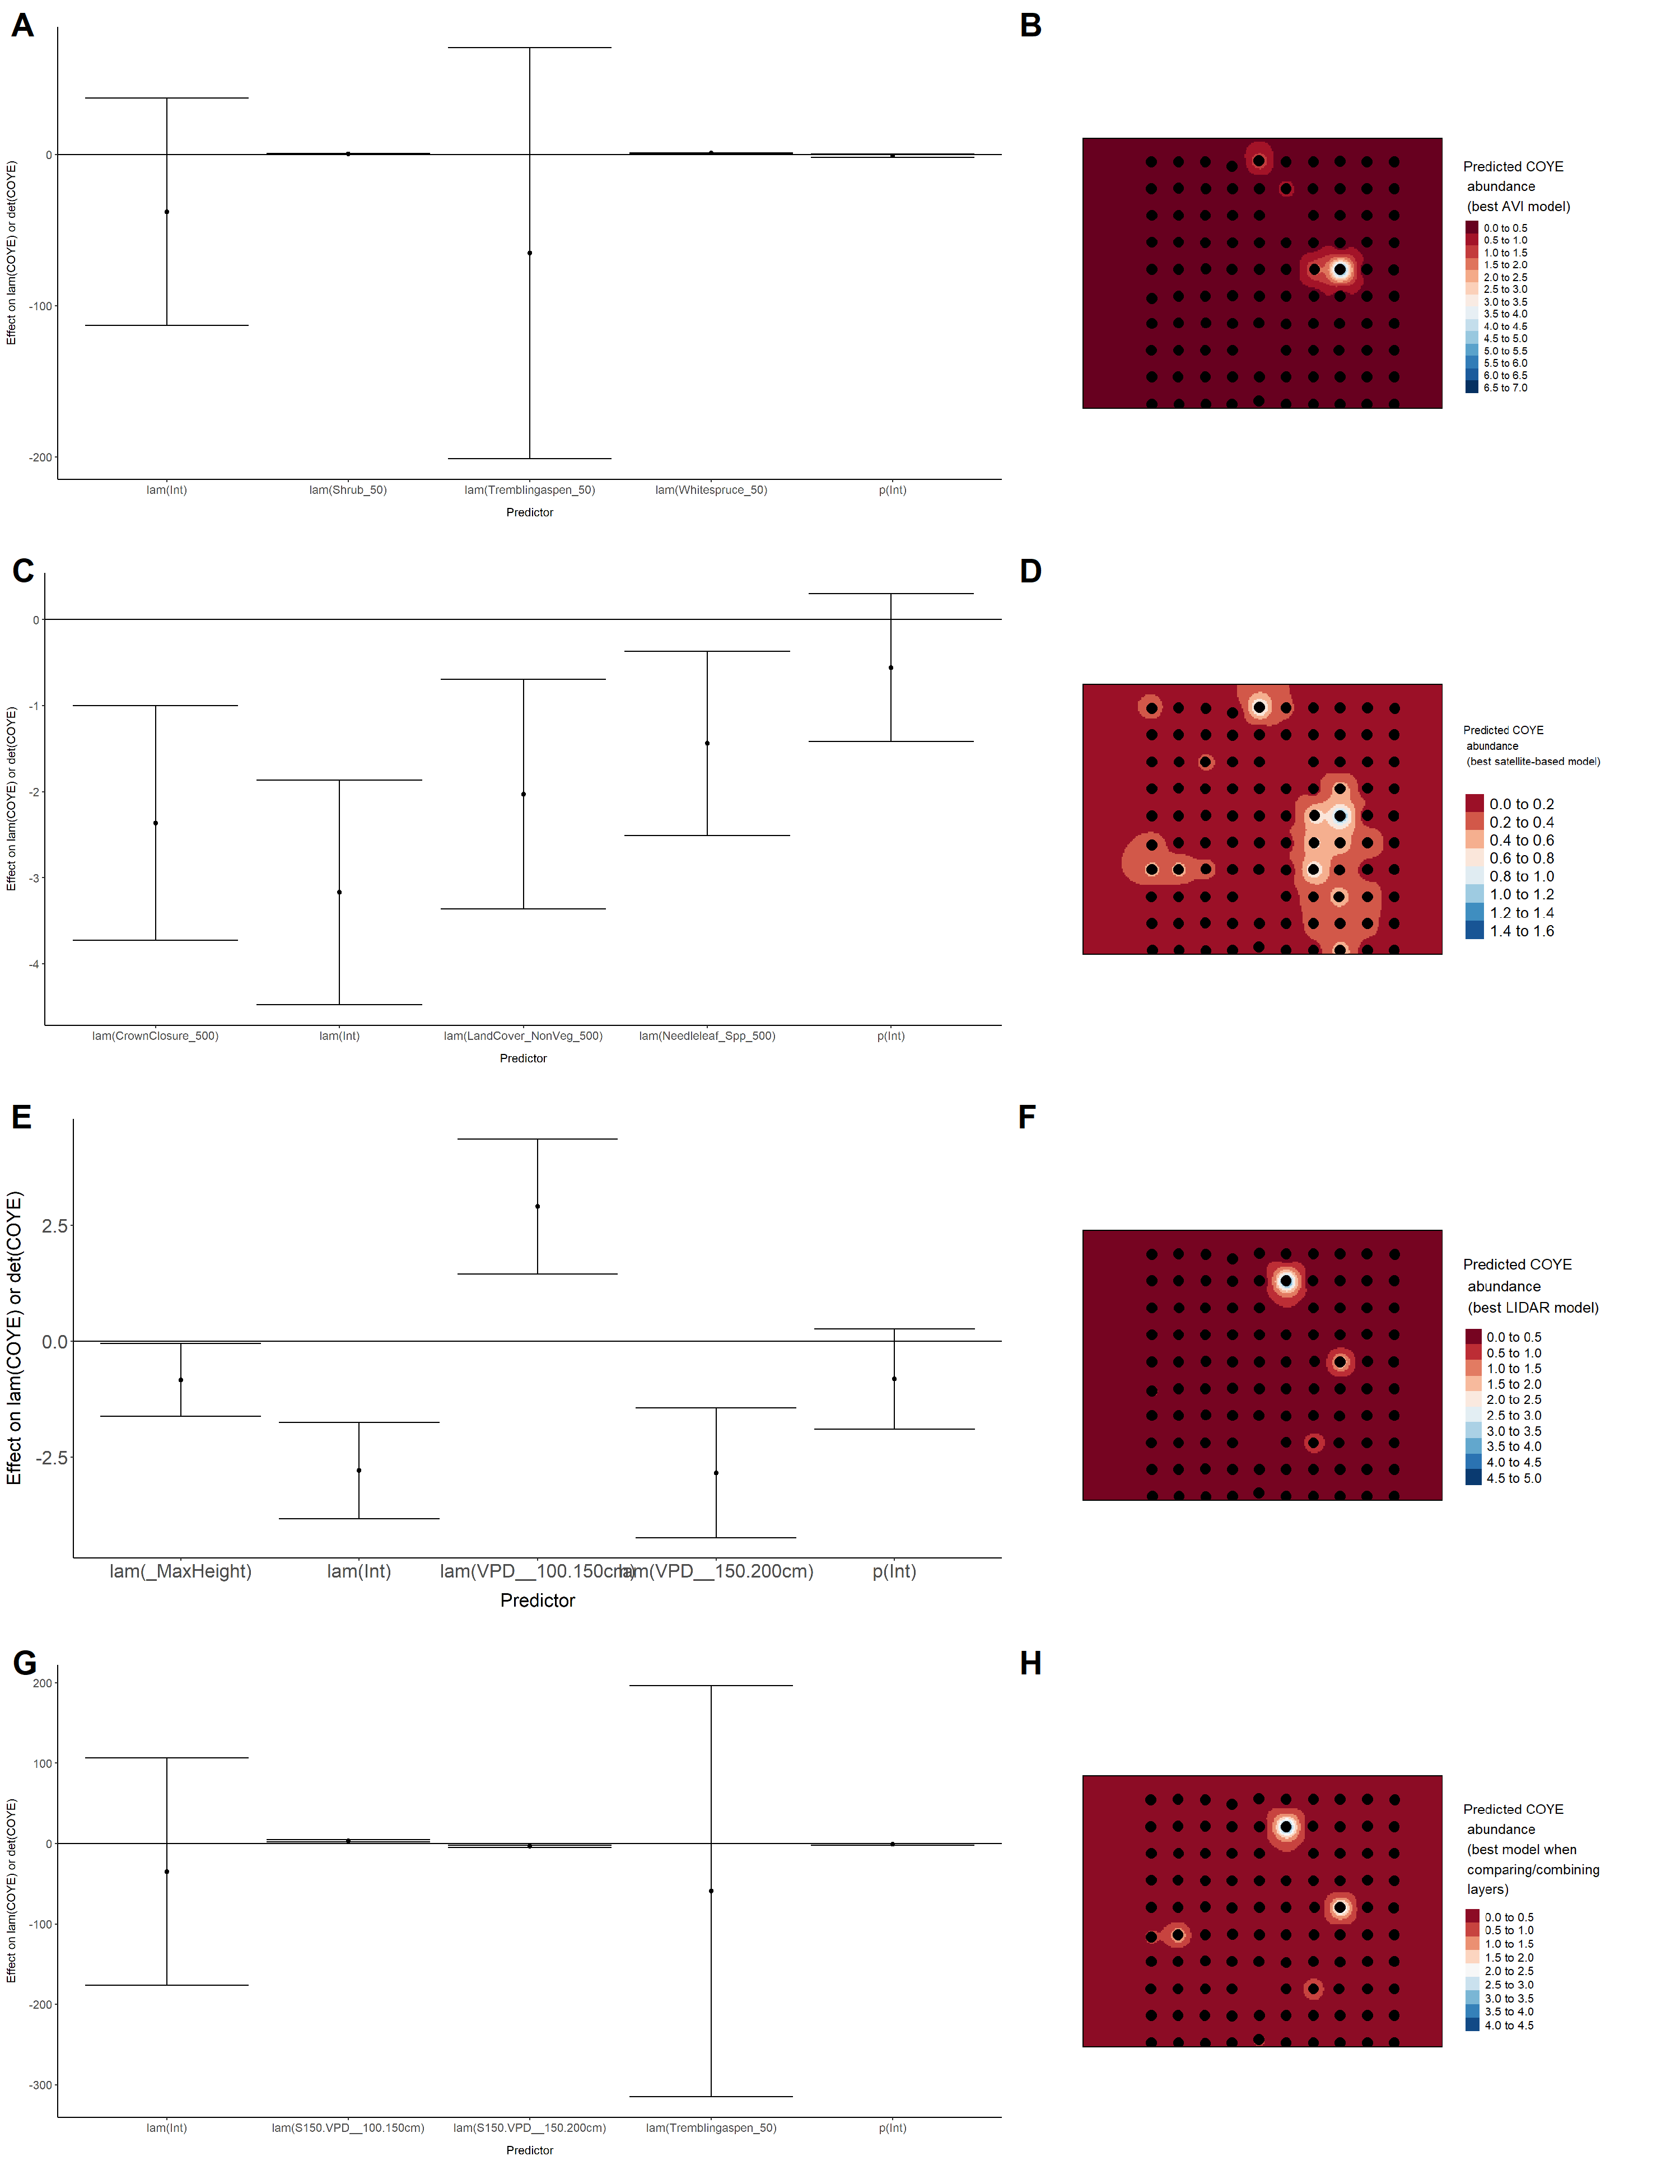 A
B
Effect on lam(COYE) or det(COYE)
0
-100
-200
lam(Int)
lam(Shrub_50)
lam(Tremblingaspen_50)
lam(Whitespruce_50)
p(Int)
Predictor
Predicted COYE
abundance
(best AVI model)
0.0 to 0.5
0.5 to 1.0
1.0 to 1.5
1.5 to 2.0
2.0 to 2.5
2.5 to 3.0
3.0 to 3.5
3.5 to 4.0
4.0 to 4.5
4.5 to 5.0
5.0 to 5.5
5.5 to 6.0
6.0 to 6.5
6.5 to 7.0
C
D
Effect on lam(COYE) or det(COYE)
0
-1
-2
-3
-4
lam(CrownClosure_500)
lam(Int)
lam(LandCover_NonVeg_500)
lam(Needleleaf_Spp_500)
p(Int)
Predictor
Predicted COYE
abundance
(best satellite-based model)
0.0 to 0.2
0.2 to 0.4
0.4 to 0.6
0.6 to 0.8
0.8 to 1.0
1.0 to 1.2
1.2 to 1.4
1.4 to 1.6
E
F
Effect on lam(COYE) or det(COYE)
2.5
0.0
-2.5
lam(_MaxHeight)
lam(Int)
lam(VPD__100.150cm)
lam(VPD__150.200cm)
p(Int)
Predictor
Predicted COYE
abundance
(best LIDAR model)
0.0 to 0.5
0.5 to 1.0
1.0 to 1.5
1.5 to 2.0
2.0 to 2.5
2.5 to 3.0
3.0 to 3.5
3.5 to 4.0
4.0 to 4.5
4.5 to 5.0
G
H
Effect on lam(COYE) or det(COYE)
200
100
0
-100
-200
-300
lam(Int)
lam(S150.VPD__100.150cm)
lam(S150.VPD__150.200cm)
lam(Tremblingaspen_50)
p(Int)
Predictor
Predicted COYE
abundance
(best model when
comparing/combining
layers)
0.0 to 0.5
0.5 to 1.0
1.0 to 1.5
1.5 to 2.0
2.0 to 2.5
2.5 to 3.0
3.0 to 3.5
3.5 to 4.0
4.0 to 4.5